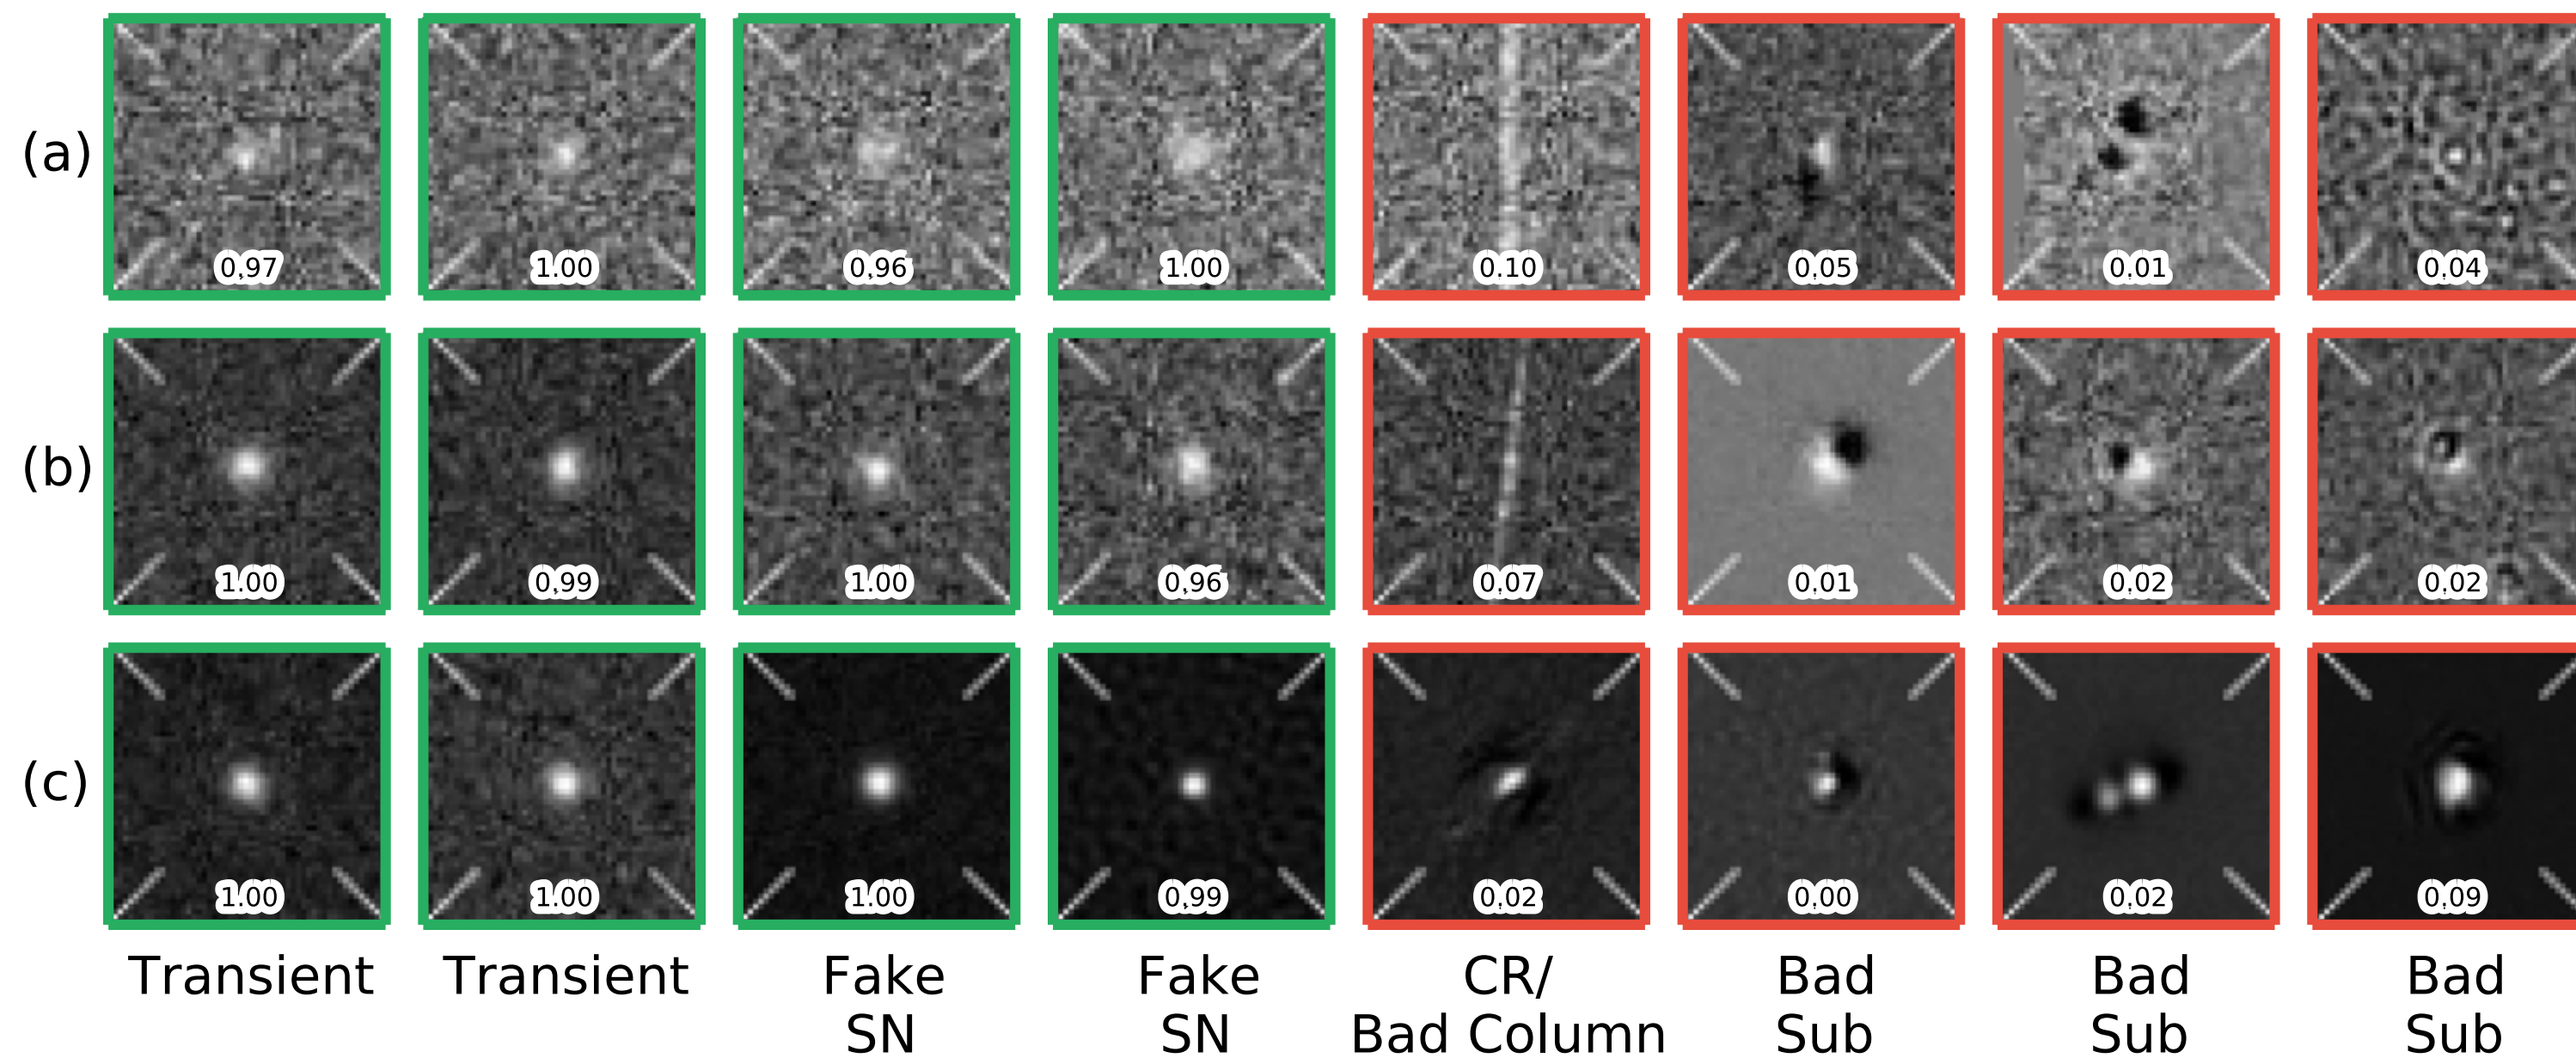 (a) 0.97 1.00 0.96 1.00 0.10 0.05 0.01 0.04
(b) 1.00 0.99 1.00 0.96 0.07 0.01 0.02 0.02
(c) 1.00 1.00 1.00 0.99 0.02 0.00 0.02 0.09
Transient Transient Fake Fake CR/ Bad Bad Bad
SN SN Bad Column Sub Sub Sub